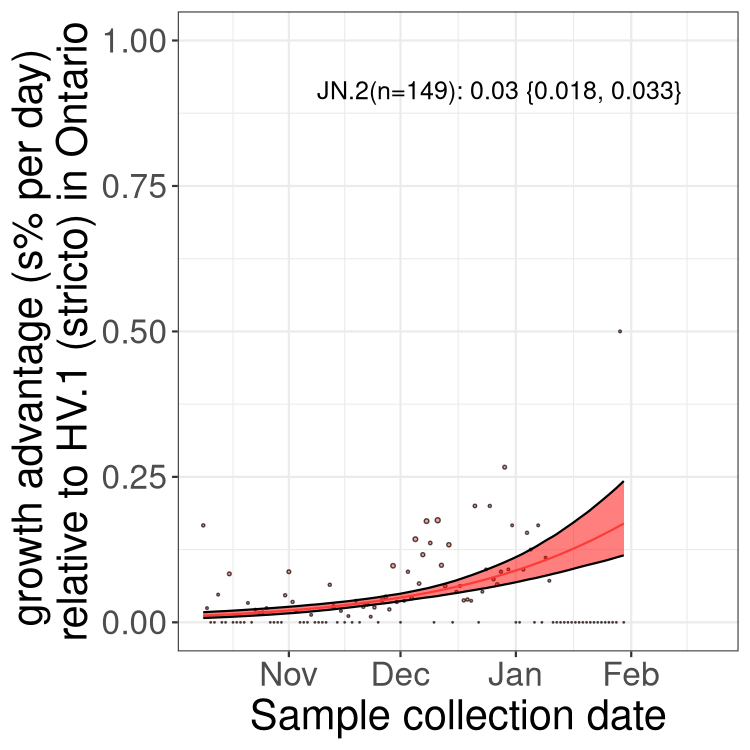 growth advantage (s% per day)
relative to HV.1 (stricto) in Ontario
1.00
JN.2(n=149): 0.03 {0.018, 0.033}
0.75
0.50
0.25
0.00
Nov Dec Jan Feb
Sample collection date